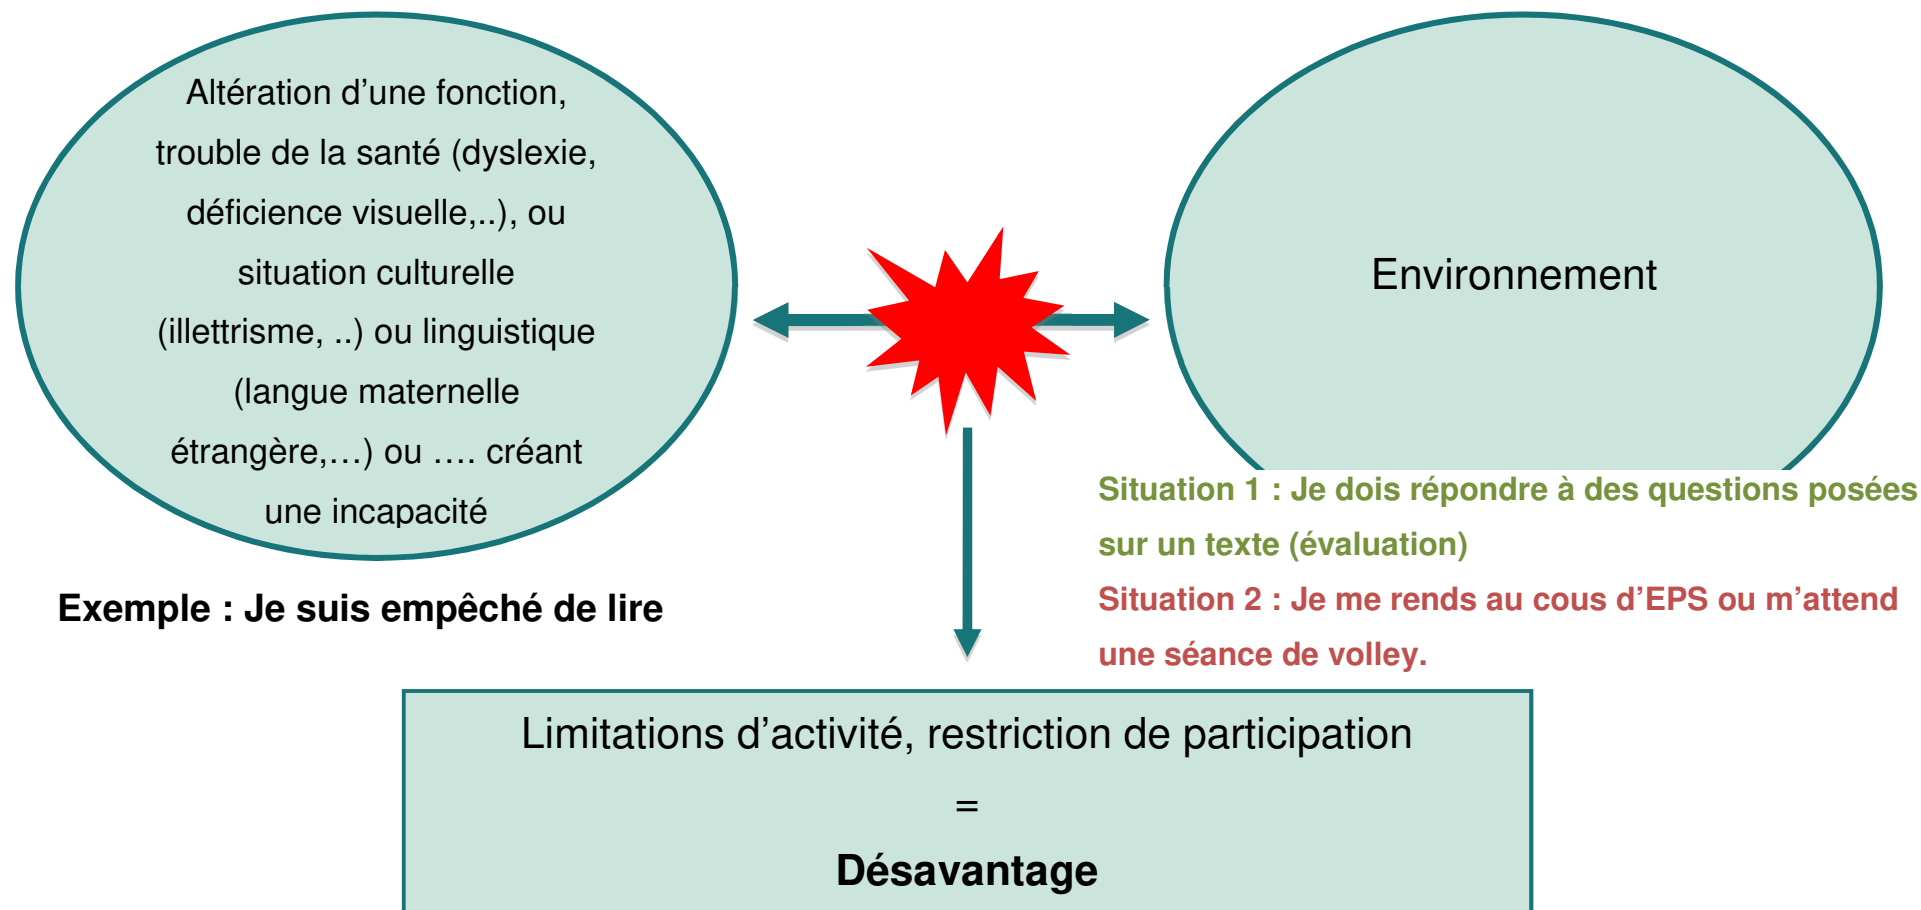 Altération d’une fonction,
trouble de la santé (dyslexie,
déficience visuelle,..), ou
situation culturelle
(illettrisme, ..) ou linguistique
(langue maternelle
étrangère,…) ou …. créant
une incapacité
Exemple : Je suis empêché de lire
Environnement
Situation 1 : Je dois répondre à des questions posées
sur un texte (évaluation)
Situation 2 : Je me rends au cous d’EPS ou m’attend
une séance de volley.
Limitations d’activité, restriction de participation
=
Désavantage